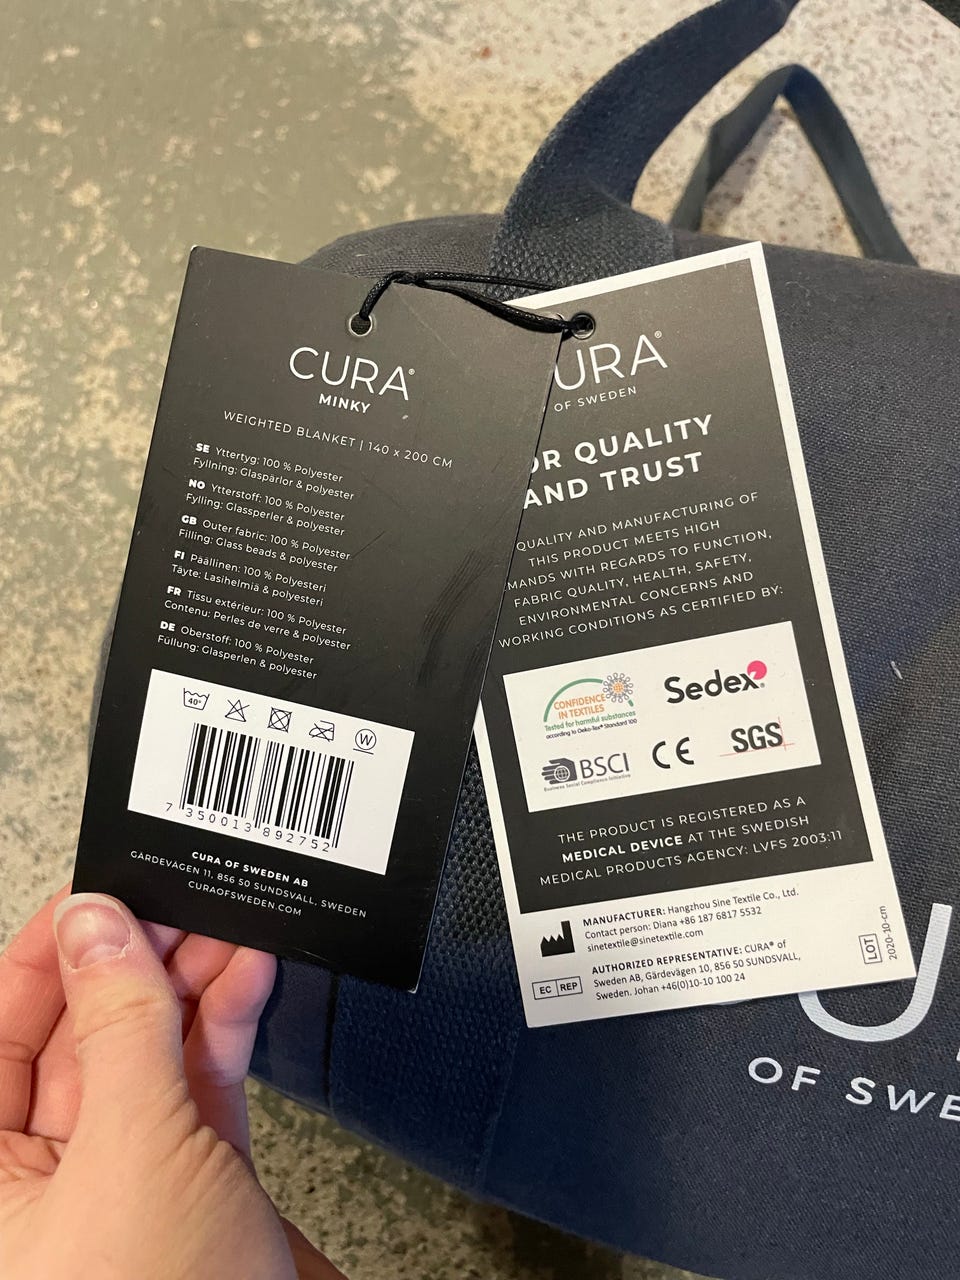 CURA®
MINKY
WEIGHTED BLANKET | 140 x 200 CM
SE Yttertyg: 100 % Polyester
Fyllning: Glaspärlor & polyester
NO Ytterstoff: 100 % Polyester
Fylling: Glassperler & polyester
GB Outer fabric: 100 % Polyester
Filling: Glass beads & polyester
FI Päällinen: 100 % Polyesteri
Täyte: Lasihelmiä & polyesteri
FR Tissu extérieur: 100 % Polyester
Contenu: Perles de verre & polyester
DE Oberstoff: 100 % Polyester
Füllung: Glasperlen & polyester
40°
W
7 350013 892752
CURA OF SWEDEN AB
GÄRDEVÄGEN 11, 856 50 SUNDSVALL, SWEDEN
CURAOFSWEDEN.COM
URA®
OF SWEDEN
OR QUALITY
AND TRUST
QUALITY AND MANUFACTURING OF
THIS PRODUCT MEETS HIGH
MANDS WITH REGARDS TO FUNCTION,
FABRIC QUALITY, HEALTH, SAFETY,
ENVIRONMENTAL CONCERNS AND
WORKING CONDITIONS AS CERTIFIED BY:
CONFIDENCE
IN TEXTILES
Tested for harmful substances
according to Oeko-Tex® Standard 100
Sedex®
BSCI
Business Social Compliance Initiative
CE
SGS
THE PRODUCT IS REGISTERED AS A
MEDICAL DEVICE AT THE SWEDISH
MEDICAL PRODUCTS AGENCY: LVFS 2003:11
MANUFACTURER: Hangzhou Sine Textile Co., Ltd.
Contact person: Diana +86 187 6817 5532
sinetextile@sinetextile.com
EC REP
AUTHORIZED REPRESENTATIVE: CURA® of
Sweden AB, Gärdevägen 10, 856 50 SUNDSVALL,
Sweden. Johan +46(0)10-10 100 24
LOT
2020-10-cm
U
OF SWE